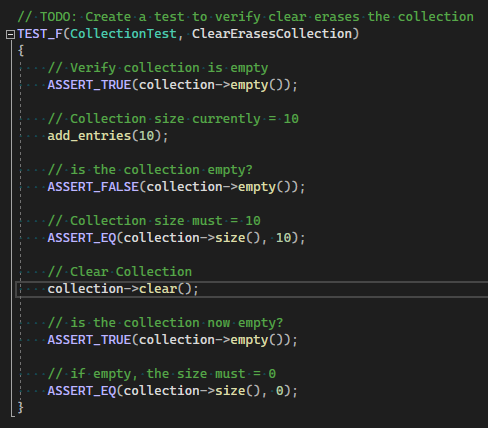 // TODO: Create a test to verify clear erases the collection
TEST_F(CollectionTest, ClearErasesCollection)
{
// Verify collection is empty
ASSERT_TRUE(collection->empty());
// Collection size currently = 10
add_entries(10);
// is the collection empty?
ASSERT_FALSE(collection->empty());
// Collection size must = 10
ASSERT_EQ(collection->size(), 10);
// Clear Collection
collection->clear();
// is the collection now empty?
ASSERT_TRUE(collection->empty());
// if empty, the size must = 0
ASSERT_EQ(collection->size(), 0);
}